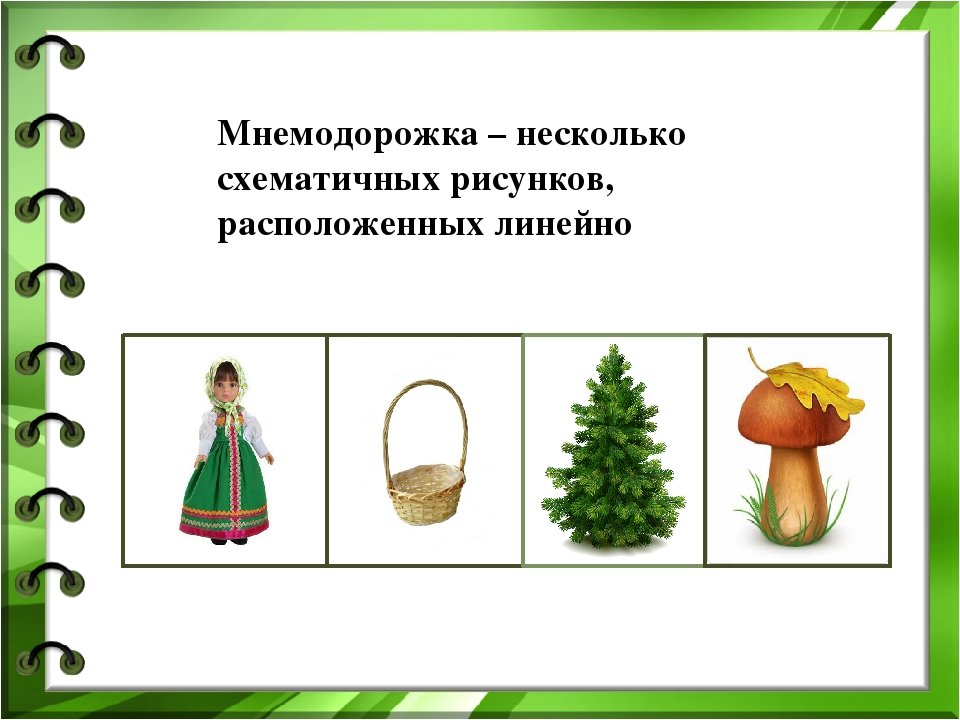 Мнемодорожка – несколько
схематичных рисунков,
расположенных линейно